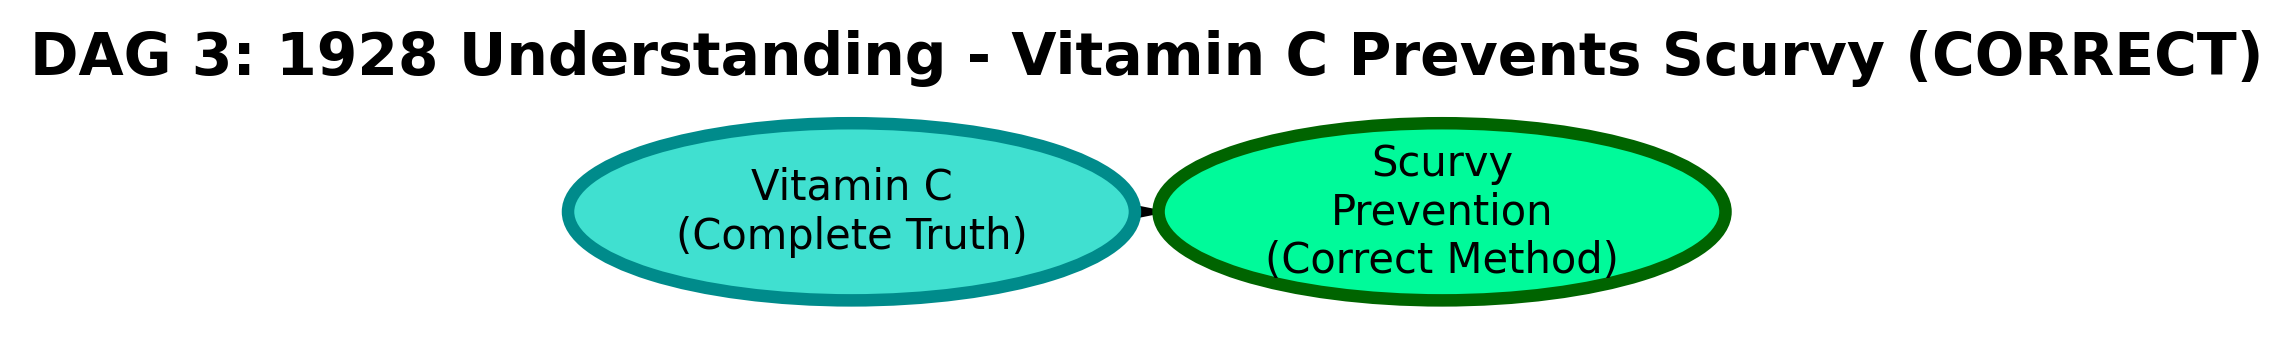 DAG 3: 1928 Understanding - Vitamin C Prevents Scurvy (CORRECT)
Vitamin C
(Complete Truth)
Scurvy
Prevention
(Correct Method)